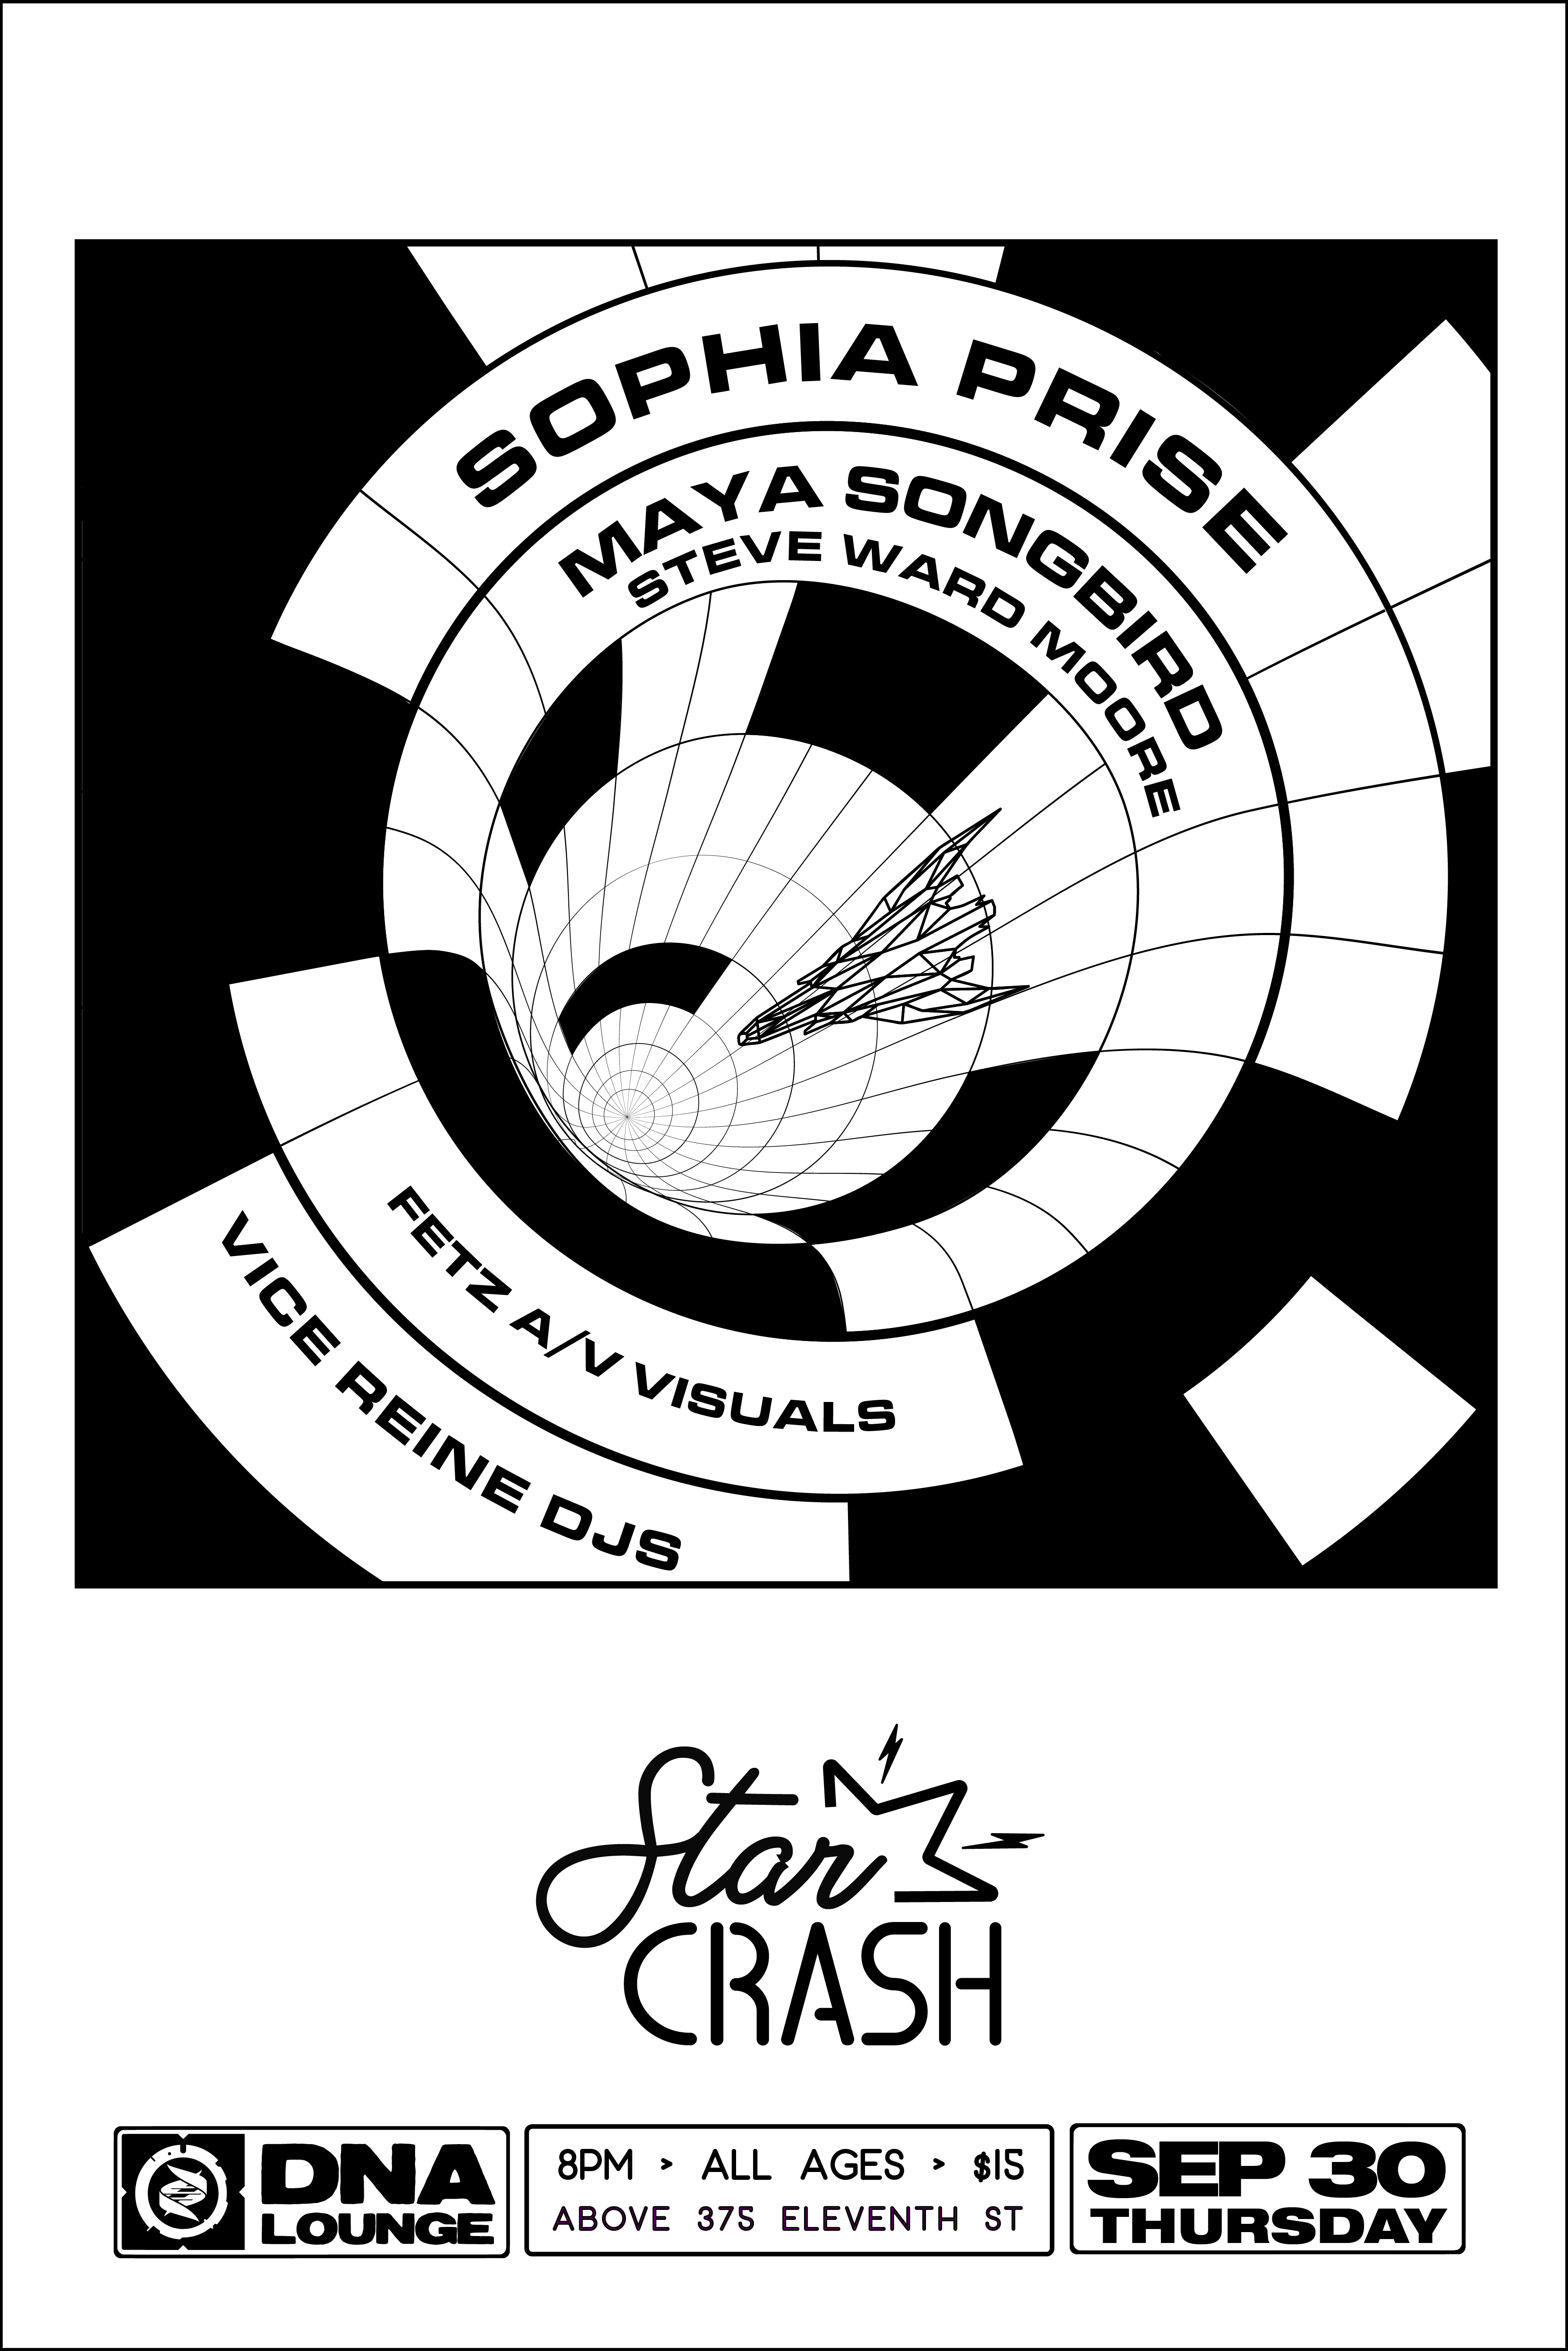 SOPHIA PRISE
MAYA SONGBIRD
STEVE WARD MOORE
FETZ A/V VISUALS
VICE REINE DJS
Star
CRASH
DNA
LOUNGE
8PM > ALL AGES > $15
ABOVE 375 ELEVENTH ST
SEP 30
THURSDAY